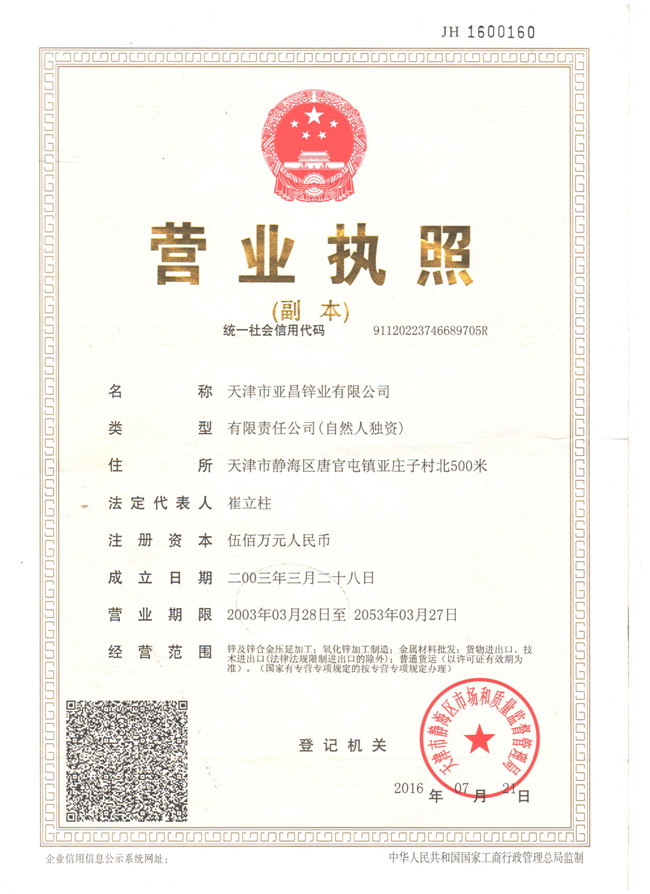 JH 1600160
营业执照
(副 本)
统一社会信用代码 91120223746689705R
名 称 天津市亚昌锌业有限公司
类 型 有限责任公司(自然人独资)
住 所 天津市静海区唐官屯镇亚庄子村北500米
法定代表人 崔立柱
注册资本 伍佰万元人民币
成立日期 二00三年三月二十八日
营业期限 2003年03月28日至 2053年03月27日
经营范围 锌及锌合金压延加工；氧化锌加工制造；金属材料批发；货物进出口、技
术进出口(法律法规限制进出口的除外)；普通货运（以许可证有效期为
准）。（国家有专营专项规定的按专营专项规定办理）
登记机关
天津市静海区市场和质量监督管理局
2016 年 07 月 21 日
企业信用信息公示系统网址：
中华人民共和国国家工商行政管理总局监制